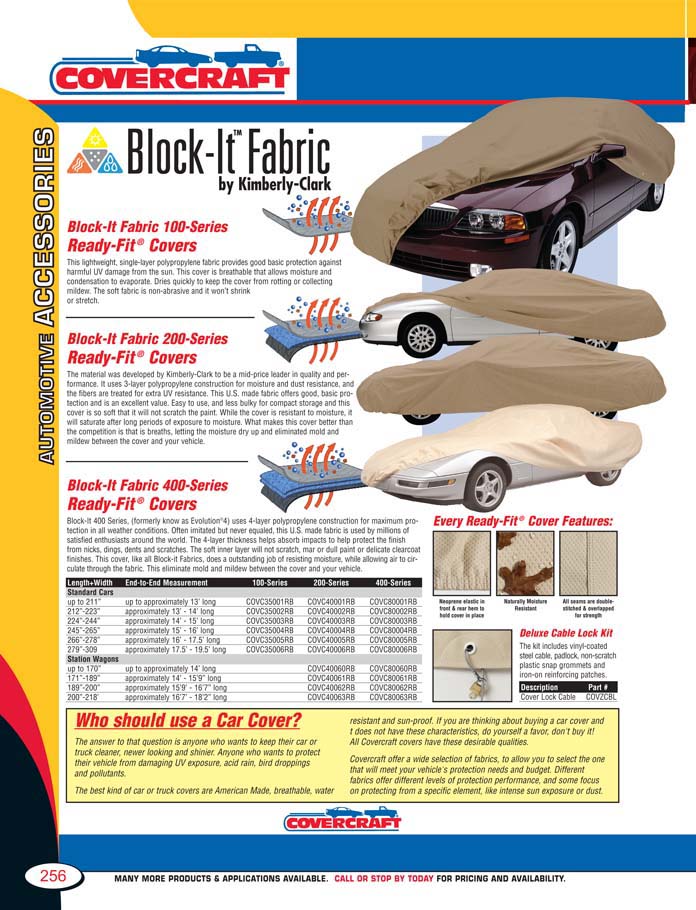 COVERCRAFT®
AUTOMOTIVE ACCESSORIES
Block-It™ Fabric
by Kimberly-Clark
Block-It Fabric 100-Series
Ready-Fit® Covers
This lightweight, single-layer polypropylene fabric provides good basic protection against
harmful UV damage from the sun. This cover is breathable that allows moisture and
condensation to evaporate. Dries quickly to keep the cover from rotting or collecting
mildew. The soft fabric is non-abrasive and it won't shrink
or stretch.
Block-It Fabric 200-Series
Ready-Fit® Covers
The material was developed by Kimberly-Clark to be a mid-price leader in quality and per-
formance. It uses 3-layer polypropylene construction for moisture and dust resistance, and
the fibers are treated for extra UV resistance. This U.S. made fabric offers good, basic pro-
tection and is an excellent value. Easy to use, and less bulky for compact storage and this
cover is so soft that it will not scratch the paint. While the cover is resistant to moisture, it
will saturate after long periods of exposure to moisture. What makes this cover better than
the competition is that is breaths, letting the moisture dry up and eliminated mold and
mildew between the cover and your vehicle.
Block-It Fabric 400-Series
Ready-Fit® Covers
Block-It 400 Series, (formerly know as Evolution®4) uses 4-layer polypropylene construction for maximum pro-
tection in all weather conditions. Often imitated but never equaled, this U.S. made fabric is used by millions of
satisfied enthusiasts around the world. The 4-layer thickness helps absorb impacts to help protect the finish
from nicks, dings, dents and scratches. The soft inner layer will not scratch, mar or dull paint or delicate clearcoat
finishes. This cover, like all Block-it Fabrics, does a outstanding job of resisting moisture, while allowing air to cir-
culate through the fabric. This eliminate mold and mildew between the cover and your vehicle.
Length+Width End-to-End Measurement 100-Series 200-Series 400-Series
Standard Cars
up to 211" up to approximately 13' long COVC35001RB COVC40001RB COVC80001RB
212"-223" approximately 13' - 14' long COVC35002RB COVC40002RB COVC80002RB
224"-244" approximately 14' - 15' long COVC35003RB COVC40003RB COVC80003RB
245"-265" approximately 15' - 16' long COVC35004RB COVC40004RB COVC80004RB
266"-278" approximately 16' - 17.5' long COVC35005RB COVC40005RB COVC80005RB
279"-309 approximately 17.5' - 19.5' long COVC35006RB COVC40006RB COVC80006RB
Station Wagons
up to 170" up to approximately 14' long COVC40060RB COVC80060RB
171"-189" approximately 14' - 15'9" long COVC40061RB COVC80061RB
189"-200" approximately 15'9' - 16'7" long COVC40062RB COVC80062RB
200"-218' approximately 16'7' - 18'2" long COVC40063RB COVC80063RB
Every Ready-Fit® Cover Features:
Neoprene elastic in
front & rear hem to
hold cover in place
Naturally Moisture
Resistant
All seams are double-
stitched & overlapped
for strength
Deluxe Cable Lock Kit
The kit includes vinyl-coated
steel cable, padlock, non-scratch
plastic snap grommets and
iron-on reinforcing patches.
Description Part #
Cover Lock Cable COVZCBL
Who should use a Car Cover?
The answer to that question is anyone who wants to keep their car or
truck cleaner, newer looking and shinier. Anyone who wants to protect
their vehicle from damaging UV exposure, acid rain, bird droppings
and pollutants.
The best kind of car or truck covers are American Made, breathable, water
resistant and sun-proof. If you are thinking about buying a car cover and
t does not have these characteristics, do yourself a favor, don't buy it!
All Covercraft covers have these desirable qualities.
Covercraft offer a wide selection of fabrics, to allow you to select the one
that will meet your vehicle's protection needs and budget. Different
fabrics offer different levels of protection performance, and some focus
on protecting from a specific element, like intense sun exposure or dust.
COVERCRAFT
256
MANY MORE PRODUCTS & APPLICATIONS AVAILABLE. CALL OR STOP BY TODAY FOR PRICING AND AVAILABILITY.